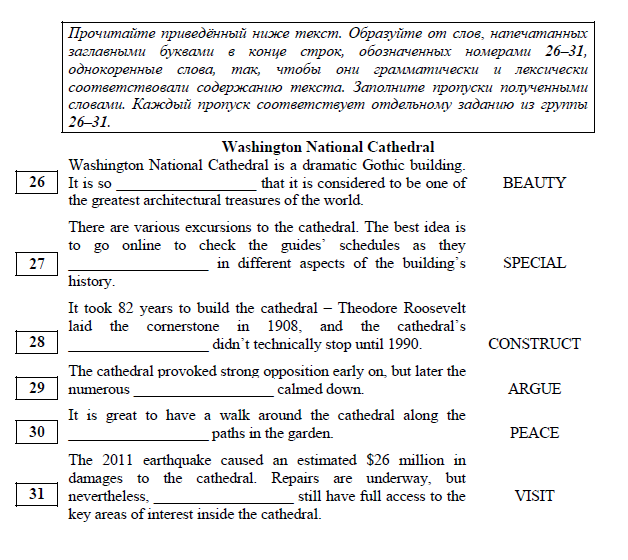 Прочитайте приведённый ниже текст. Образуйте от слов, напечатанных
заглавными буквами в конце строк, обозначенных номерами 26–31,
однокоренные слова, так, чтобы они грамматически и лексически
соответствовали содержанию текста. Заполните пропуски полученными
словами. Каждый пропуск соответствует отдельному заданию из группы
26–31.
Washington National Cathedral
Washington National Cathedral is a dramatic Gothic building.
26 It is so ____________________ that it is considered to be one of BEAUTY
the greatest architectural treasures of the world.
There are various excursions to the cathedral. The best idea is
to go online to check the guides’ schedules as they
27 ____________________ in different aspects of the building’s SPECIAL
history.
It took 82 years to build the cathedral – Theodore Roosevelt
laid the cornerstone in 1908, and the cathedral’s
28 ____________________ didn’t technically stop until 1990. CONSTRUCT
The cathedral provoked strong opposition early on, but later the
29 numerous ____________________ calmed down. ARGUE
It is great to have a walk around the cathedral along the
30 ____________________ paths in the garden. PEACE
The 2011 earthquake caused an estimated $26 million in
damages to the cathedral. Repairs are underway, but
31 nevertheless, ____________________ still have full access to the VISIT
key areas of interest inside the cathedral.